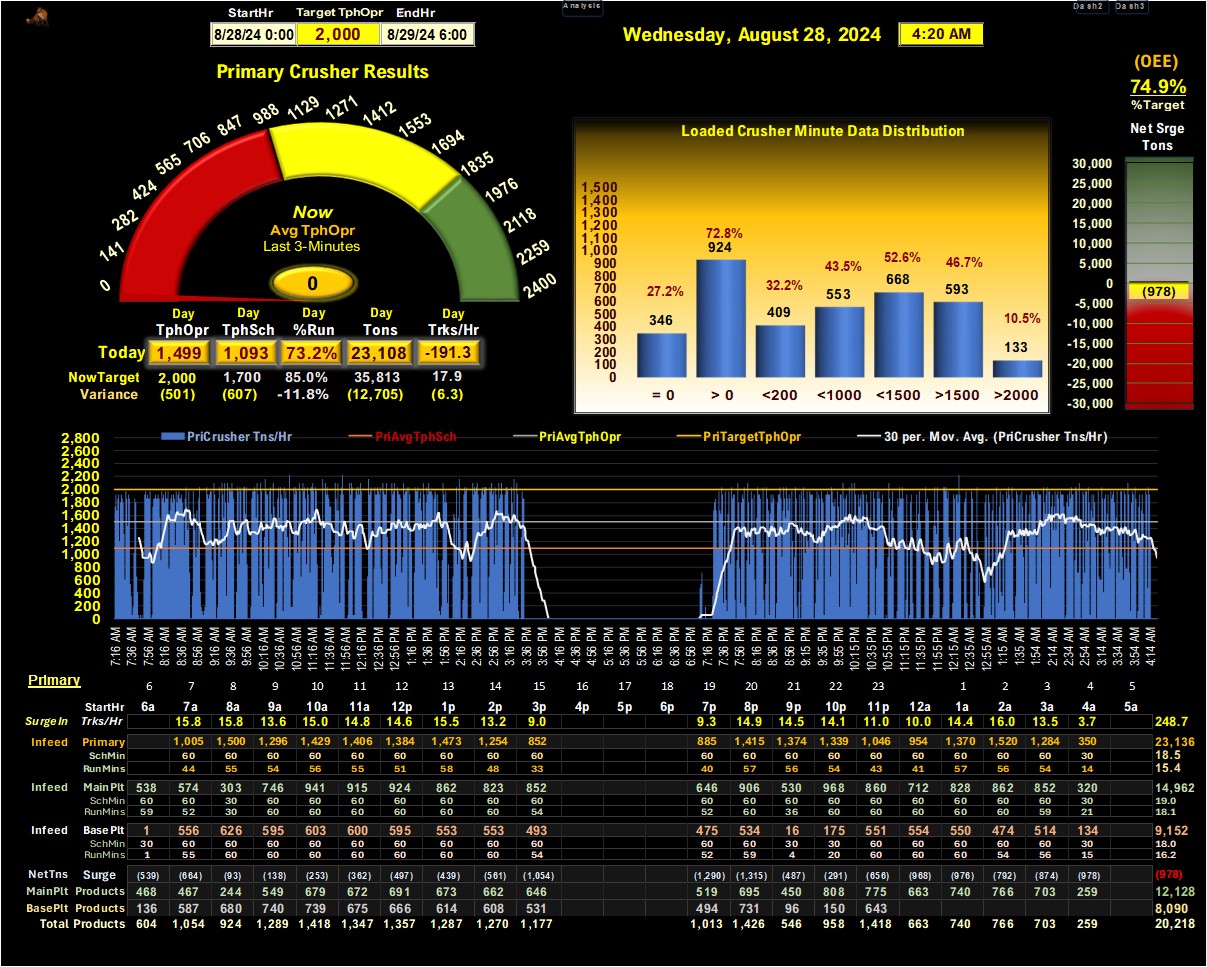 Analysis Dash2 Dash3
StartHr Target TphOpr EndHr
8/28/24 0:00 2,000 8/29/24 6:00
Wednesday, August 28, 2024 4:20 AM
(OEE)
74.9%
%Target
Net Srge
Tons
Primary Crusher Results
0 141 282 424 565 706 847 988 1129 1271 1412 1553 1694 1835 1976 2118 2259 2400
Now
Avg TphOpr
Last 3-Minutes
0
Day Day Day Day Day
TphOpr TphSch %Run Tons Trks/Hr
Today 1,499 1,093 73.2% 23,108 -191.3
NowTarget 2,000 1,700 85.0% 35,813 17.9
Variance (501) (607) -11.8% (12,705) (6.3)
Loaded Crusher Minute Data Distribution
1,500
1,400
1,300
1,200
1,100
1,000
900
800
700
600
500
400
300
200
100
0
27.2% 72.8% 32.2% 43.5% 52.6% 46.7% 10.5%
346 924 409 553 668 593 133
= 0 > 0 <200 <1000 <1500 >1500 >2000
30,000
25,000
20,000
15,000
10,000
5,000
0
(978)
-5,000
-10,000
-15,000
-20,000
-25,000
-30,000
PriCrusher Tns/Hr PriAvgTphSch PriAvgTphOpr PriTargetTphOpr 30 per. Mov. Avg. (PriCrusher Tns/Hr)
2,800
2,600
2,400
2,200
2,000
1,800
1,600
1,400
1,200
1,000
800
600
400
200
0
7:16 AM 7:36 AM 7:56 AM 8:16 AM 8:36 AM 8:56 AM 9:16 AM 9:36 AM 9:56 AM 10:16 AM 10:36 AM 10:56 AM 11:16 AM 11:36 AM 11:56 AM 12:16 PM 12:36 PM 12:56 PM 1:16 PM 1:36 PM 1:56 PM 2:16 PM 2:36 PM 2:56 PM 3:16 PM 3:36 PM 3:56 PM 4:16 PM 4:36 PM 4:56 PM 5:16 PM 5:36 PM 5:56 PM 6:16 PM 6:36 PM 6:56 PM 7:16 PM 7:36 PM 7:56 PM 8:16 PM 8:36 PM 8:56 PM 9:15 PM 9:35 PM 9:55 PM 10:15 PM 10:35 PM 10:55 PM 11:15 PM 11:35 PM 11:55 PM 12:15 AM 12:35 AM 12:55 AM 1:15 AM 1:35 AM 1:54 AM 2:14 AM 2:34 AM 2:54 AM 3:14 AM 3:34 AM 3:54 AM 4:14 AM
Primary 6 7 8 9 10 11 12 13 14 15 16 17 18 19 20 21 22 23 1 2 3 4 5
StartHr 6a 7a 8a 9a 10a 11a 12p 1p 2p 3p 4p 5p 6p 7p 8p 9p 10p 11p 12a 1a 2a 3a 4a 5a
SurgeIn Trks/Hr 15.8 15.8 13.6 15.0 14.8 14.6 15.5 13.2 9.0 9.3 14.9 14.5 14.1 11.0 10.0 14.4 16.0 13.5 3.7 248.7
Infeed Primary 1,005 1,500 1,296 1,429 1,406 1,384 1,473 1,254 852 885 1,415 1,374 1,339 1,046 954 1,370 1,520 1,284 350 23,136
SchMin 60 60 60 60 60 60 60 60 60 60 60 60 60 60 60 60 60 60 30 18.5
RunMins 44 55 54 56 55 51 58 48 33 40 57 56 54 43 41 57 56 54 14 15.4
Infeed MainPlt 538 574 303 746 941 915 924 862 823 852 646 906 530 968 860 712 828 862 852 320 14,962
SchMin 60 60 30 60 60 60 60 60 60 60 60 60 60 60 60 60 60 60 60 30 19.0
RunMins 59 52 30 60 60 60 60 60 60 54 52 60 36 60 60 60 60 60 59 21 18.1
Infeed BasePlt 1 556 626 595 603 600 595 553 553 493 475 534 16 175 551 554 550 474 514 134 9,152
SchMin 30 60 60 60 60 60 60 60 60 60 60 60 30 30 60 60 60 60 60 30 18.0
RunMins 1 55 60 60 60 60 60 60 60 54 52 59 4 20 60 60 60 54 56 15 16.2
NetTns Surge (539) (664) (93) (138) (253) (362) (497) (439) (561) (1,054) (1,290) (1,315) (487) (291) (656) (968) (976) (792) (874) (978) (978)
MainPlt Products 468 467 244 549 679 672 691 673 662 646 519 695 450 808 775 663 740 766 703 259 12,128
BasePlt Products 136 587 680 740 739 675 666 614 608 531 494 731 96 150 643 8,090
Total Products 604 1,054 924 1,289 1,418 1,347 1,357 1,287 1,270 1,177 1,013 1,426 546 958 1,418 663 740 766 703 259 20,218